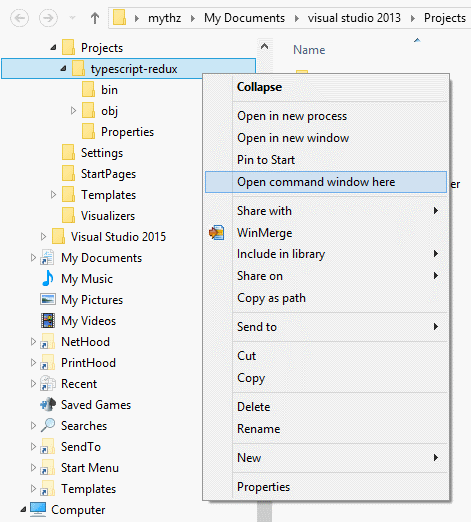 mythz My Documents visual studio 2013 Projects
Name
Projects
typescript-redux
bin
obj
Properties
Settings
StartPages
Templates
Visualizers
Visual Studio 2015
My Documents
My Music
My Pictures
My Videos
NetHood
PrintHood
Recent
Saved Games
Searches
SendTo
Start Menu
Templates
Computer
Collapse
Open in new process
Open in new window
Pin to Start
Open command window here
Share with
WinMerge
Include in library
Share on
Copy as path
Send to
Cut
Copy
Delete
Rename
New
Properties
er